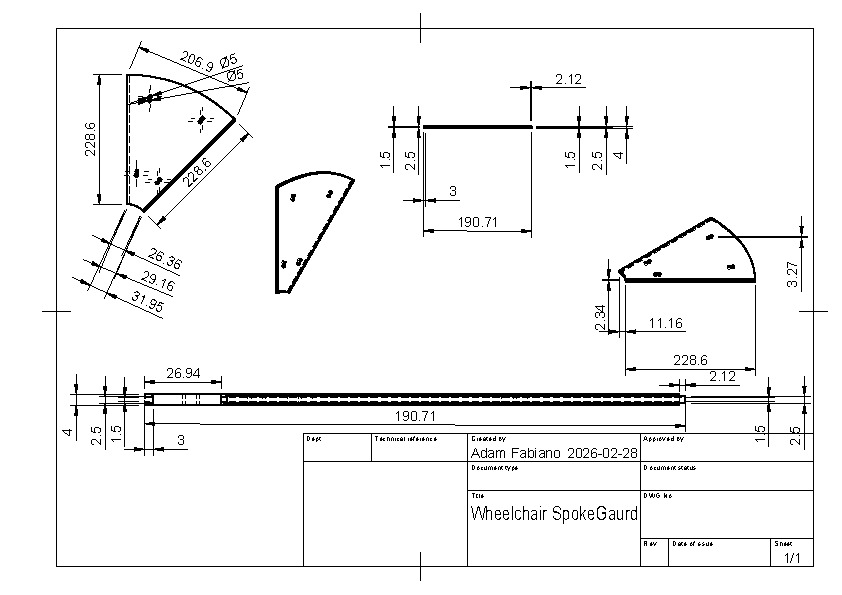 206.9
Ø5
Ø5
228.6
228.6
26.36
29.16
31.95
2.12
1.5
2.5
1.5
2.5
4
3
190.71
3.27
2.34
11.16
228.6
2.12
26.94
190.71
4
2.5
1.5
3
1.5
2.5
Dept.
Technical reference
Created by
Approved by
Adam Fabiano 2026-02-28
Document type
Document status
Title
DWG No.
Wheelchair SpokeGaurd
Rev.
Date of issue
Sheet
1/1